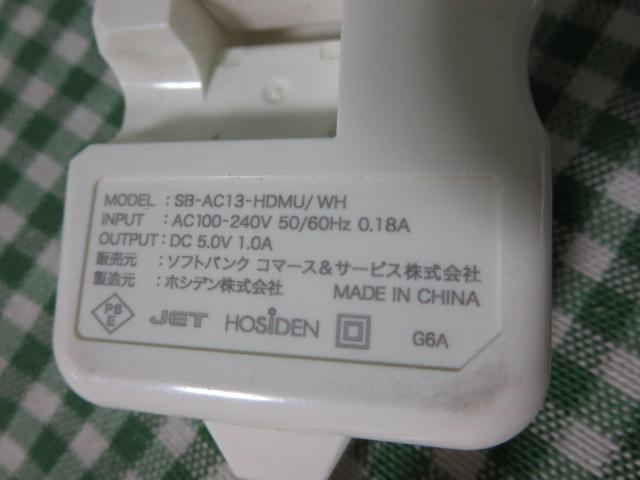 MODEL : SB-AC13-HDMU/WH
INPUT : AC100-240V 50/60Hz 0.18A
OUTPUT: DC 5.0V 1.0A
販売元 : ソフトバンク コマース&サービス株式会社
製造元 : ホシデン株式会社 MADE IN CHINA
PS E JET HOSiDEN G6A